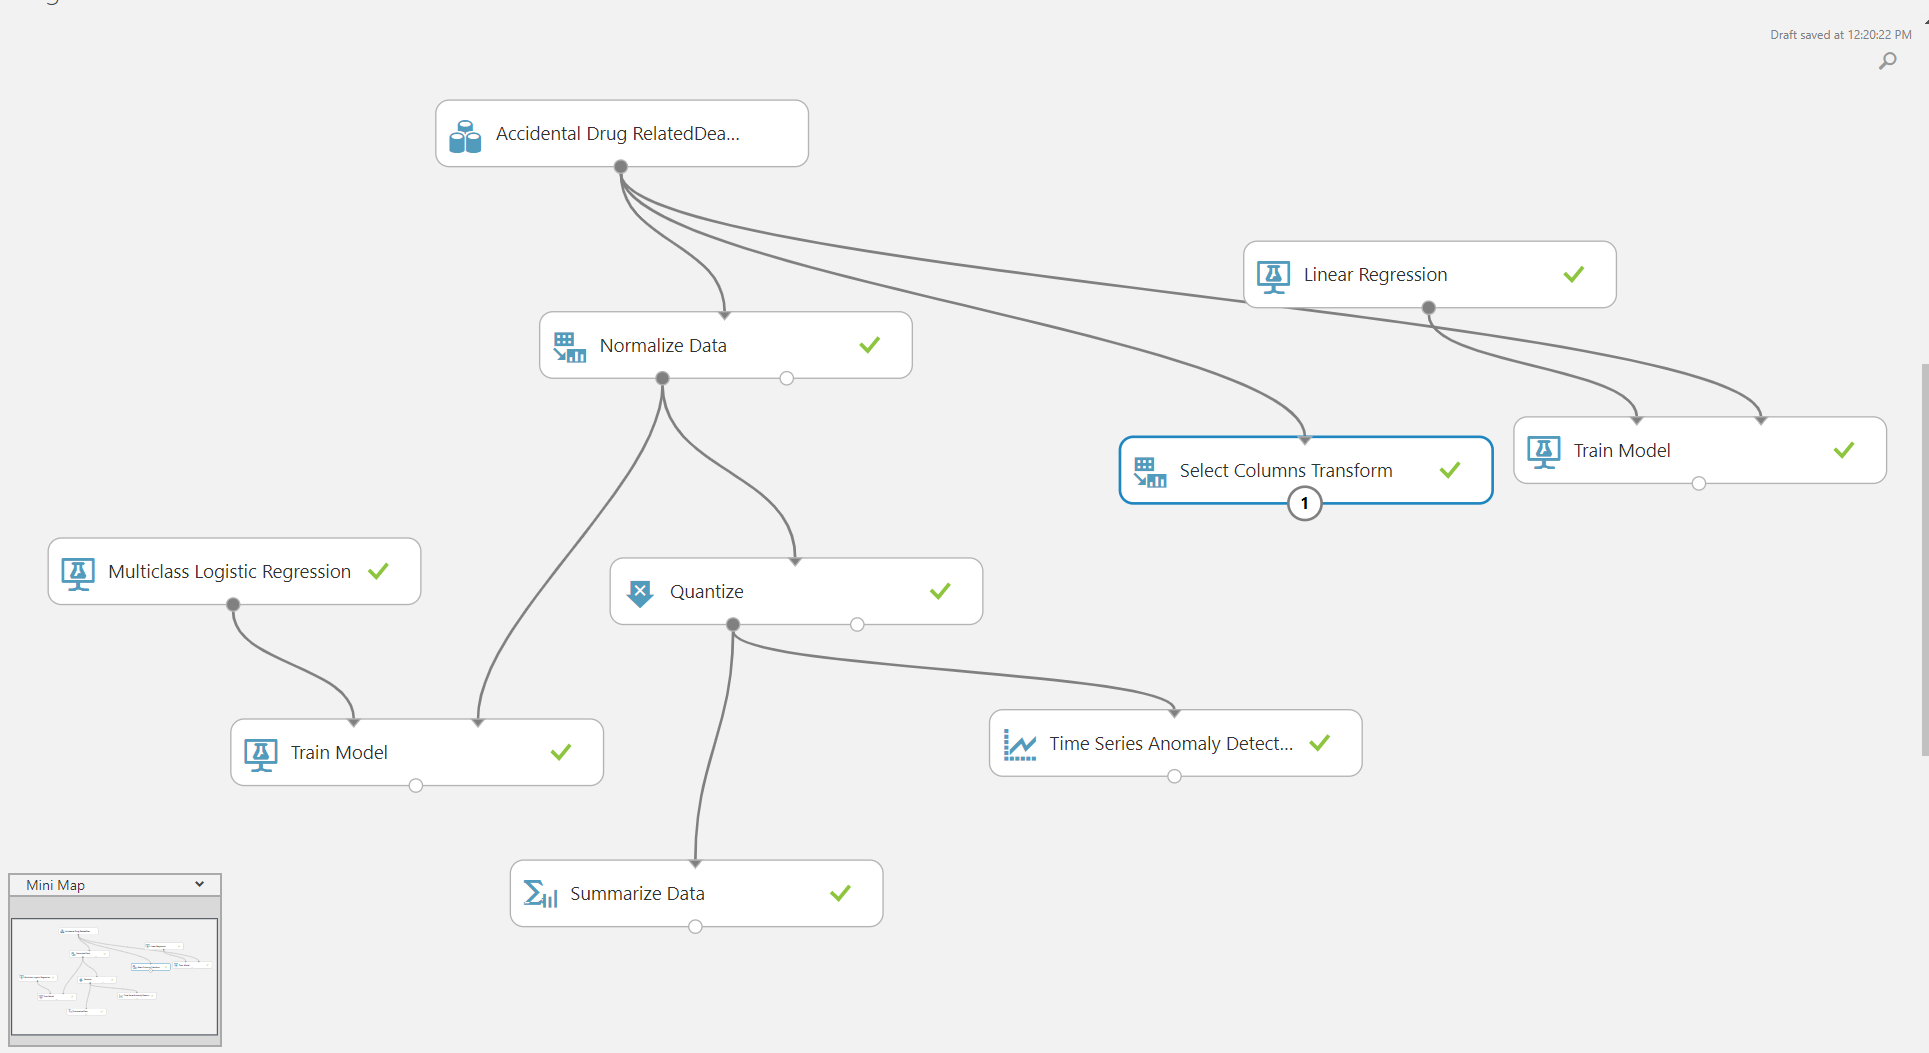 Draft saved at 12:20:22 PM
Accidental Drug RelatedDea...
Linear Regression
Normalize Data
Train Model
Select Columns Transform
1
Multiclass Logistic Regression
Quantize
Time Series Anomaly Detect...
Train Model
Summarize Data
Mini Map